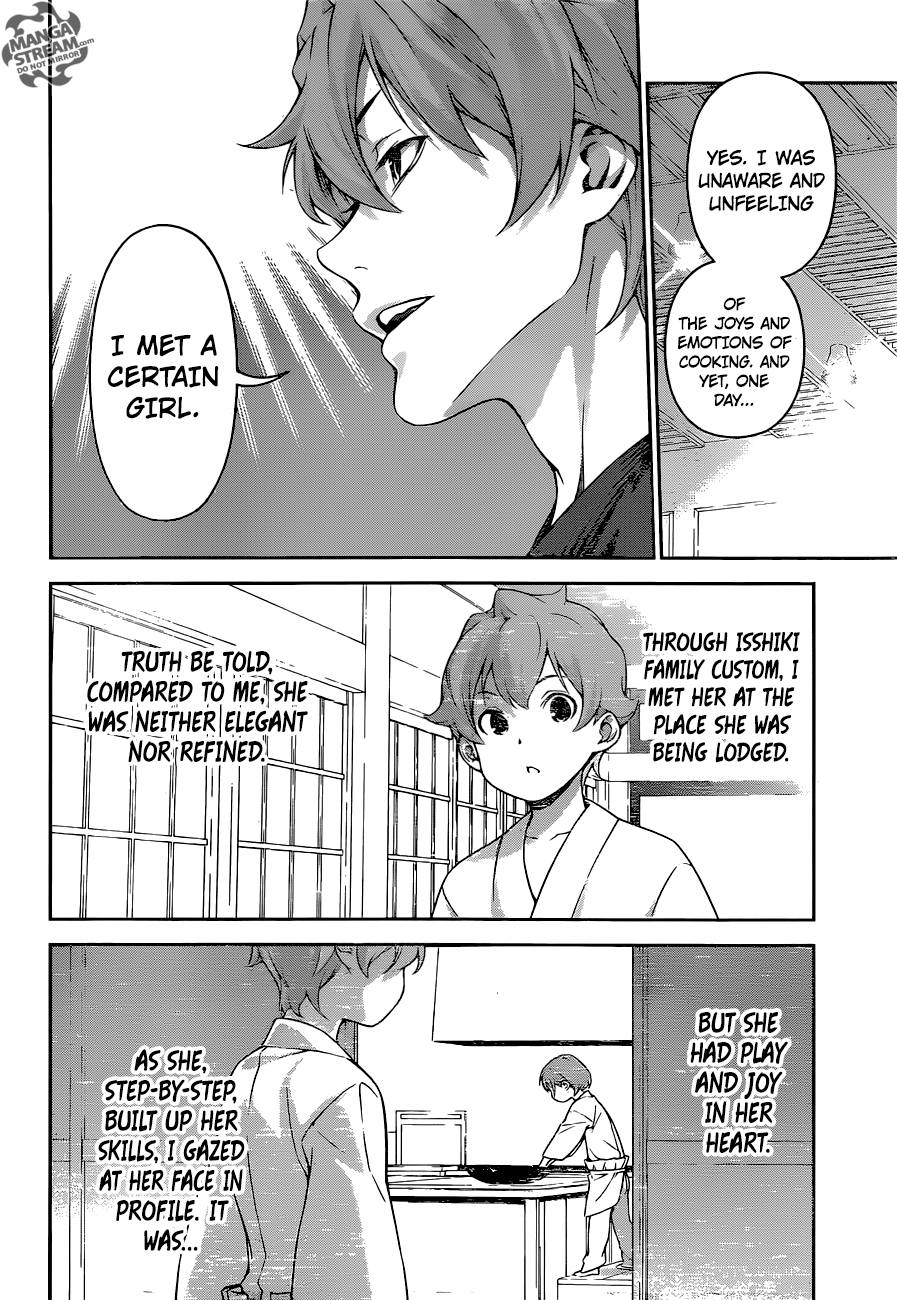 MANGA
STREAM.com
DO NOT MIRROR
YES. I WAS
UNAWARE AND
UNFEELING
OF
THE JOYS AND
EMOTIONS OF
COOKING. AND
YET, ONE
DAY...
I MET A
CERTAIN
GIRL.
THROUGH ISSHIKI
FAMILY CUSTOM, I
MET HER AT THE
PLACE SHE WAS
BEING LODGED.
TRUTH BE TOLD,
COMPARED TO ME, SHE
WAS NEITHER ELEGANT
NOR REFINED.
BUT SHE
HAD PLAY
AND JOY
IN HER
HEART.
AS SHE,
STEP-BY-STEP,
BUILT UP HER
SKILLS, I GAZED
AT HER FACE IN
PROFILE. IT
WAS...